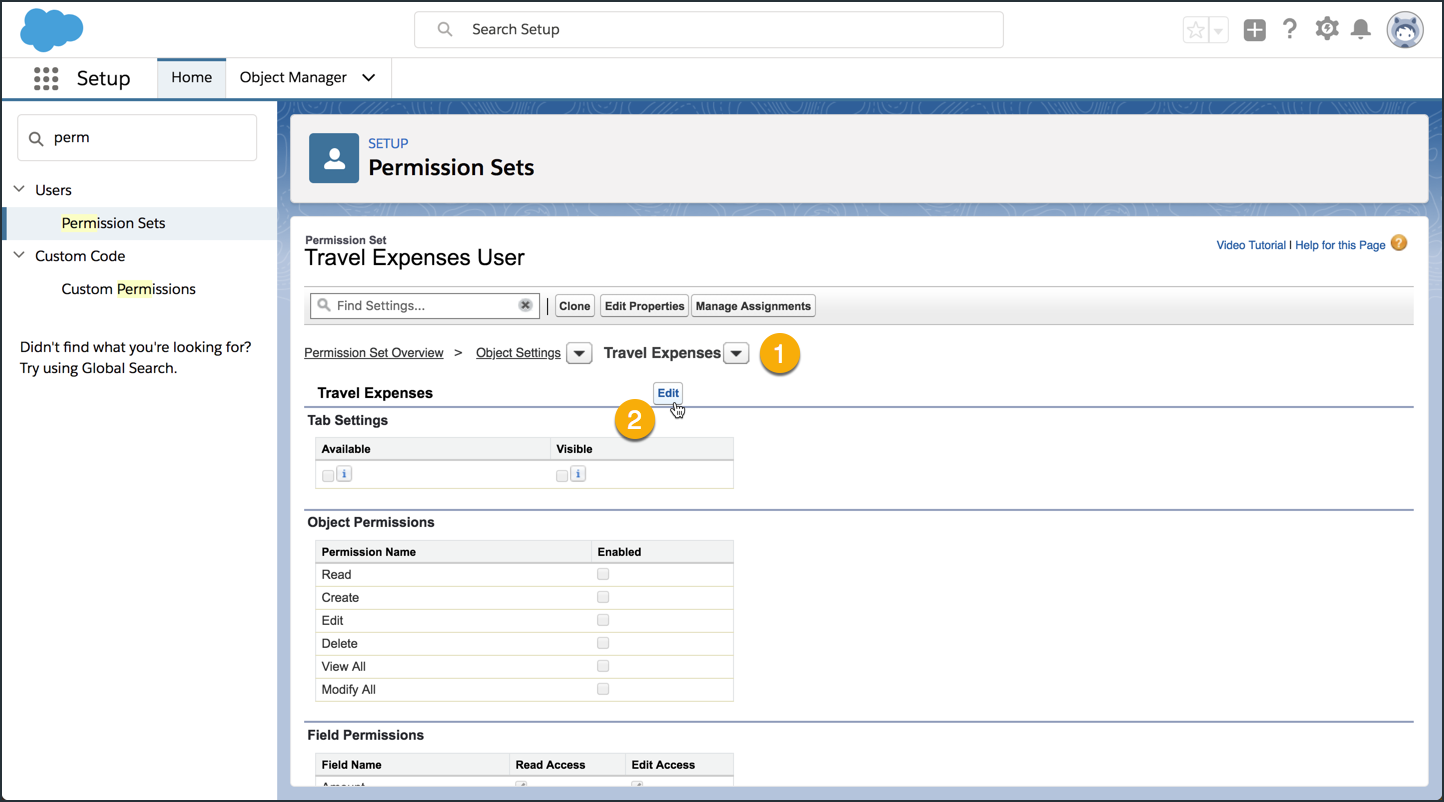 Search Setup
Setup
Home
Object Manager
perm
Users
Permission Sets
Custom Code
Custom Permissions
Didn't find what you're looking for?
Try using Global Search.
SETUP
Permission Sets
Permission Set
Travel Expenses User
Video Tutorial | Help for this Page ?
Find Settings...
Clone
Edit Properties
Manage Assignments
Permission Set Overview > Object Settings Travel Expenses 1
Travel Expenses Edit
2
Tab Settings
Available Visible
i i
Object Permissions
Permission Name Enabled
Read
Create
Edit
Delete
View All
Modify All
Field Permissions
Field Name Read Access Edit Access